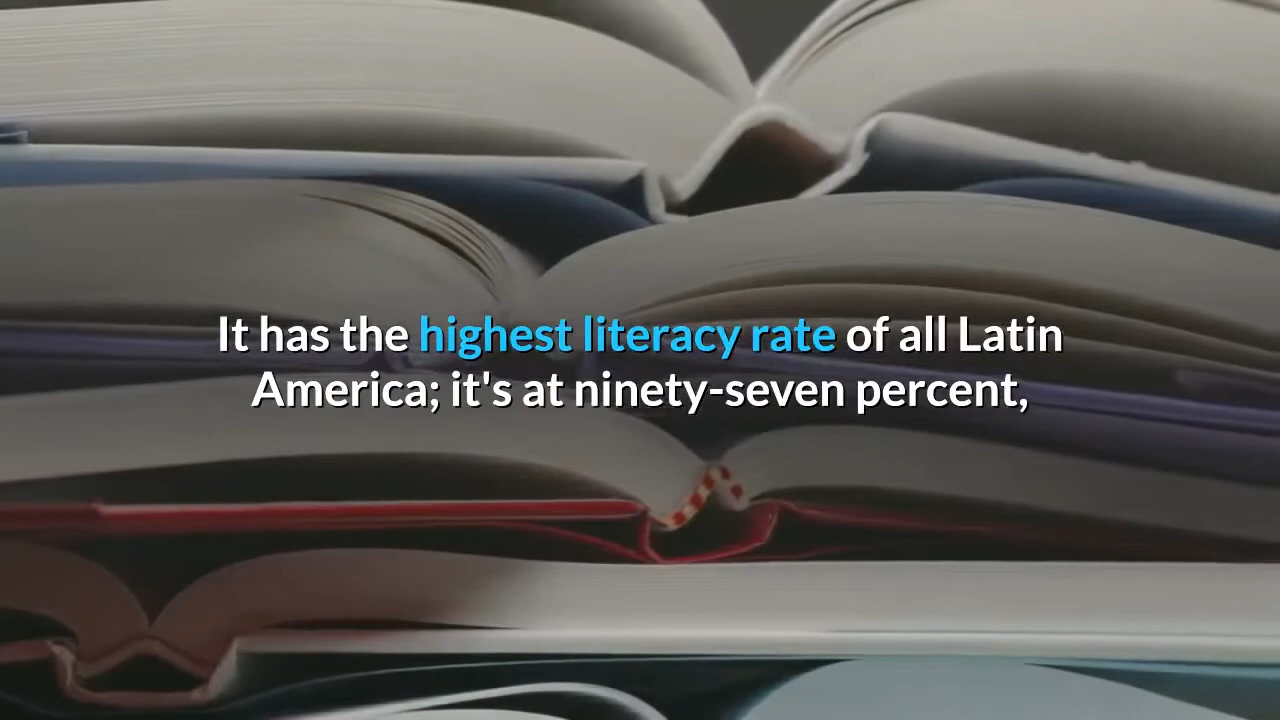 It has the highest literacy rate of all Latin
America; it's at ninety-seven percent,